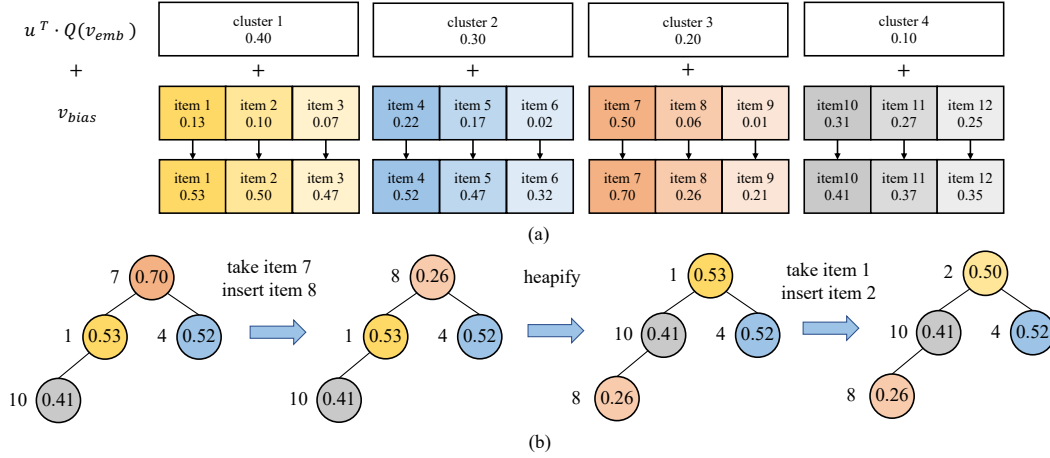 u^T · Q(v_emb)
cluster 1
0.40
cluster 2
0.30
cluster 3
0.20
cluster 4
0.10
+ + + + +
v_bias
item 1 item 2 item 3 item 4 item 5 item 6 item 7 item 8 item 9 item10 item 11 item 12
0.13 0.10 0.07 0.22 0.17 0.02 0.50 0.06 0.01 0.31 0.27 0.25
item 1 item 2 item 3 item 4 item 5 item 6 item 7 item 8 item 9 item10 item 11 item 12
0.53 0.50 0.47 0.52 0.47 0.32 0.70 0.26 0.21 0.41 0.37 0.35
(a)
7 0.70
1 0.53 4 0.52
10 0.41
take item 7
insert item 8
8 0.26
1 0.53 4 0.52
10 0.41
heapify
1 0.53
10 0.41 4 0.52
8 0.26
take item 1
insert item 2
2 0.50
10 0.41 4 0.52
8 0.26
(b)